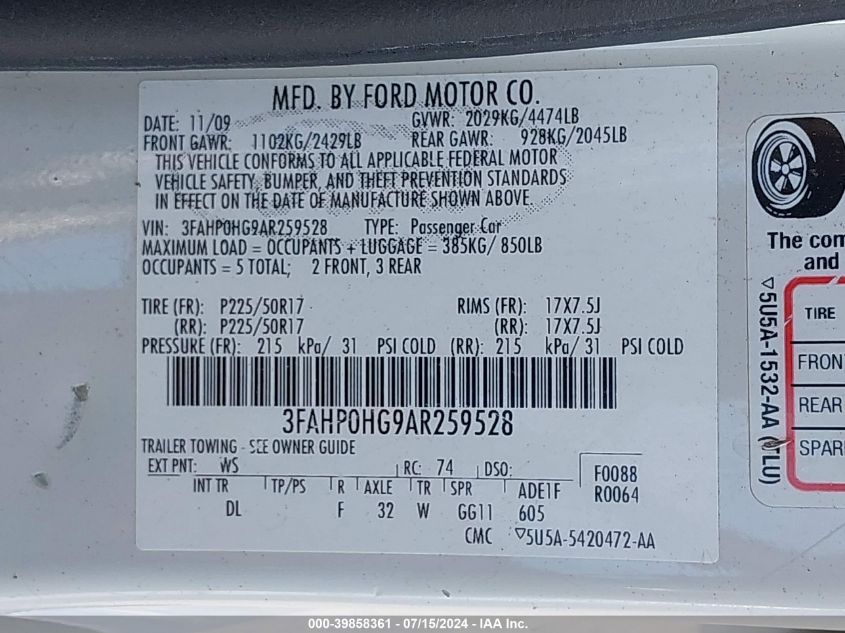 MFD. BY FORD MOTOR CO.
DATE: 11/09 GVWR: 2029KG/4474LB
FRONT GAWR: 1102KG/2429LB REAR GAWR: 928KG/2045LB
THIS VEHICLE CONFORMS TO ALL APPLICABLE FEDERAL MOTOR
VEHICLE SAFETY, BUMPER, AND THEFT PREVENTION STANDARDS
IN EFFECT ON THE DATE OF MANUFACTURE SHOWN ABOVE.
VIN: 3FAHP0HG9AR259528 TYPE: Passenger Car
MAXIMUM LOAD = OCCUPANTS + LUGGAGE = 385KG/ 850LB
OCCUPANTS = 5 TOTAL; 2 FRONT, 3 REAR
TIRE (FR): P225/50R17 RIMS (FR): 17X7.5J
(RR): P225/50R17 (RR): 17X7.5J
PRESSURE (FR): 215 kPa/ 31 PSI COLD (RR): 215 kPa/ 31 PSI COLD
3FAHP0HG9AR259528
TRAILER TOWING - SEE OWNER GUIDE
EXT PNT: WS RC: 74 DSO: F0088
INT TR TP/PS R AXLE TR SPR ADE1F R0064
DL F 32 W GG11 605
CMC ▽5U5A-5420472-AA
The com
and
▽5U5A-1532-AA (TLU)
TIRE
FRON
REAR
SPAR
000-39858361 - 07/15/2024 - IAA Inc.